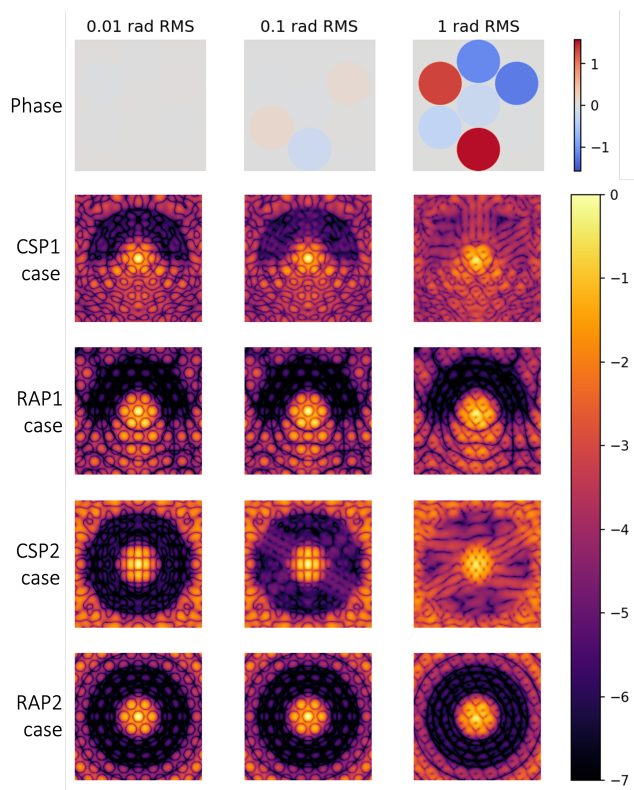 0.01 rad RMS 0.1 rad RMS 1 rad RMS
Phase
1
0
−1
CSP1
case
RAP1
case
CSP2
case
RAP2
case
0
−1
−2
−3
−4
−5
−6
−7